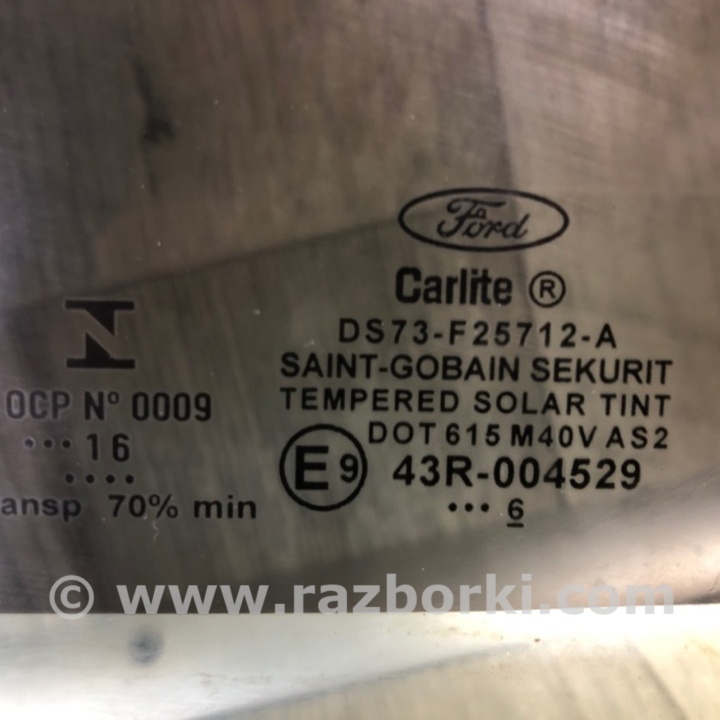 Ford
Carlite ®
DS73-F25712-A
SAINT-GOBAIN SEKURIT
TEMPERED SOLAR TINT
DOT 615 M40V AS2
E9 43R-004529
••• 6
N
OCP Nº 0009
••• 16
••••
ansp 70% min
© www.razborki.com